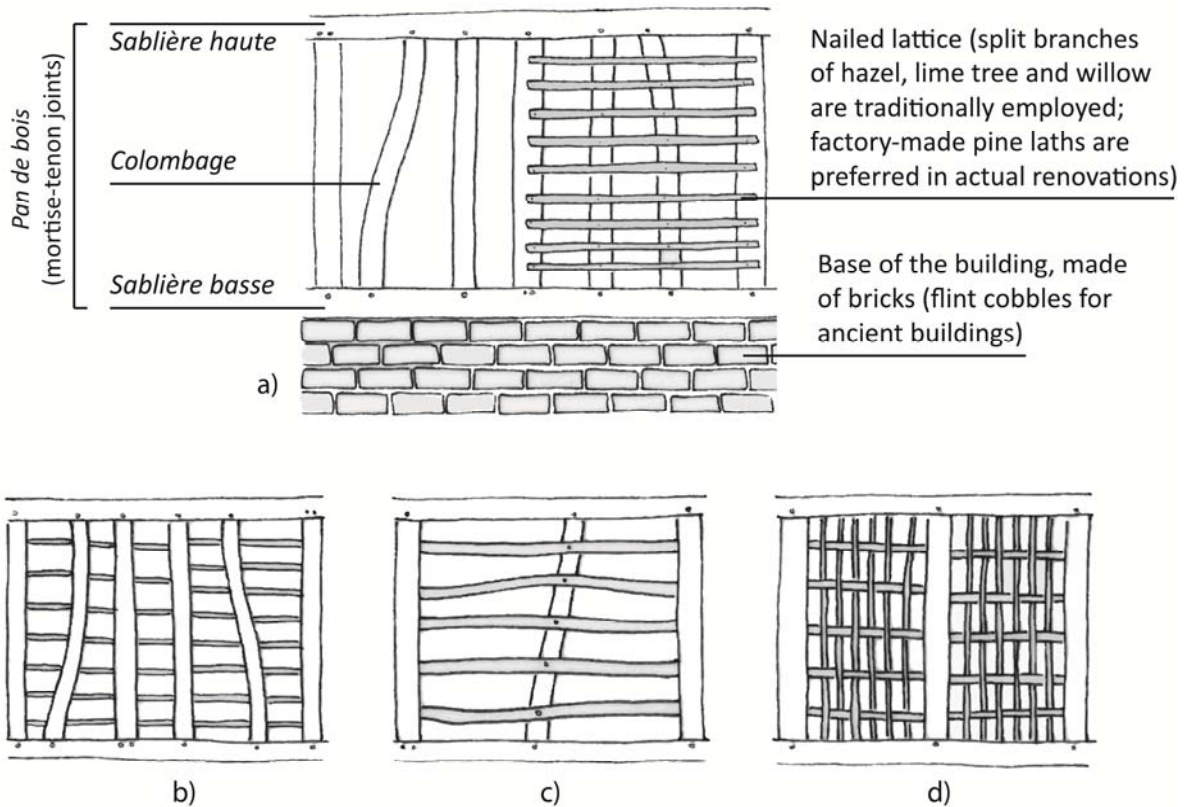 Pan de bois
(mortise-tenon joints)
Sablière haute
Colombage
Sablière basse
Nailed lattice (split branches
of hazel, lime tree and willow
are traditionally employed;
factory-made pine laths are
preferred in actual renovations)
Base of the building, made
of bricks (flint cobbles for
ancient buildings)
a)
b)
c)
d)